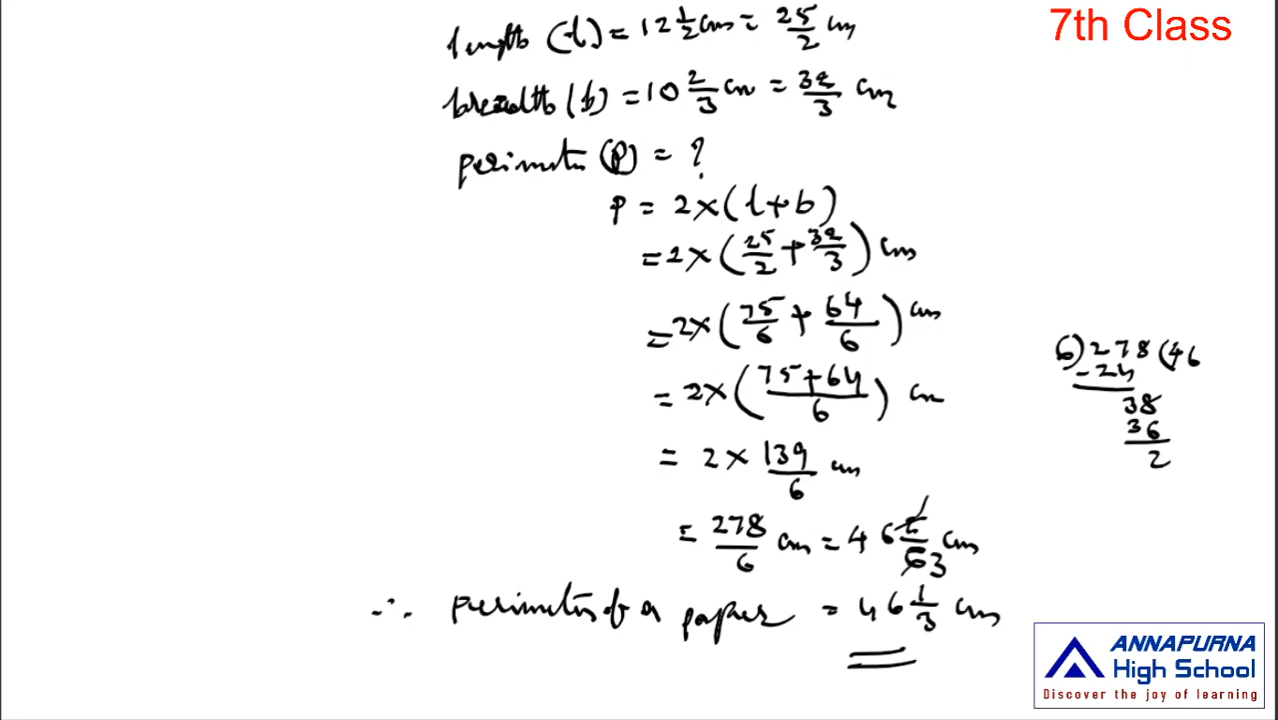 7th Class
length (l) = 12 1/2 cm = 25/2 cm
breadth (b) = 10 2/3 cm = 32/3 cm
perimeter (P) = ?
P = 2×(l+b)
= 2×(25/2 + 32/3) cm
= 2×(75/6 + 64/6) cm
= 2×(75+64/6) cm
= 2 × 139/6 cm
= 278/6 cm = 46 2/6 1/3 cm
∴ perimeter of a paper = 46 1/3 cm
6)278(46
-24
38
36
2
ANNAPURNA
High School
Discover the joy of learning